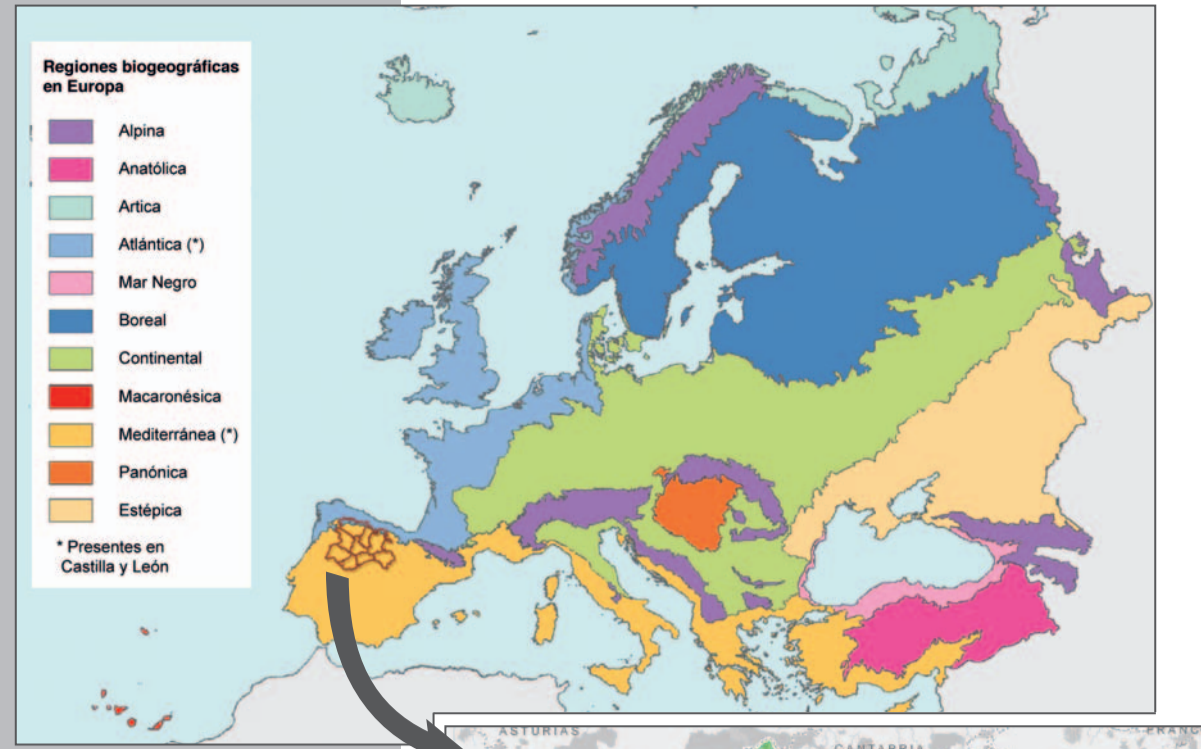 Regiones biogeográficas
en Europa
Alpina
Anatólica
Artica
Atlántica (*)
Mar Negro
Boreal
Continental
Macaronésica
Mediterránea (*)
Panónica
Estépica
* Presentes en
Castilla y León
ASTURIAS
CANTABRIA
FRANC